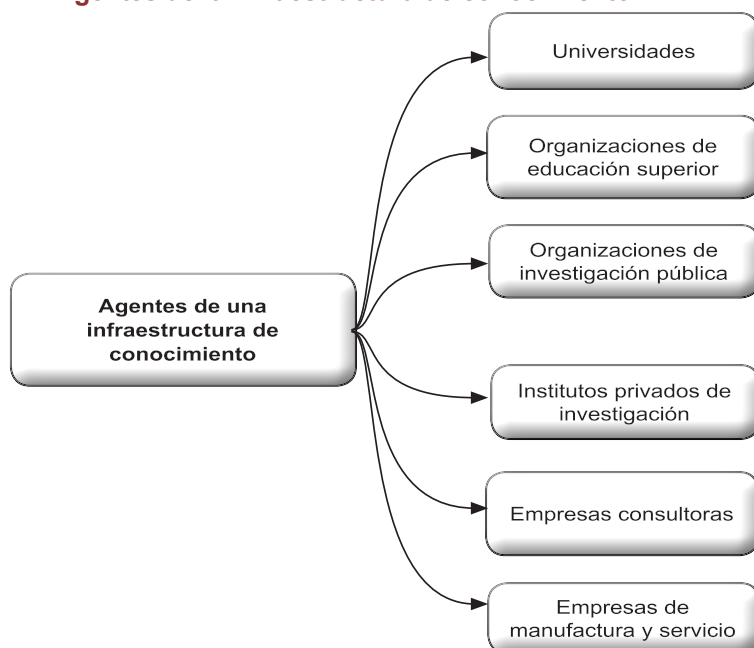 Universidades
Organizaciones de
educación superior
Organizaciones de
investigación pública
Agentes de una
infraestructura de
conocimiento
Institutos privados de
investigación
Empresas consultoras
Empresas de
manufactura y servicio